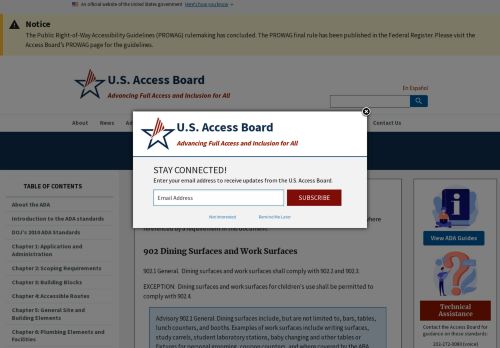 An official website of the United States government Here's how you know
Notice
The Public Right-of-Way Accessibility Guidelines (PROWAG) rulemaking has concluded. The PROWAG final rule has been published in the Federal Register. Please visit the
Access Board's PROWAG page for the guidelines.
U.S. Access Board
Advancing Full Access and Inclusion for All
En Español
About News Contact Us
U.S. Access Board
Advancing Full Access and Inclusion for All
STAY CONNECTED!
Enter your email address to receive updates from the U.S. Access Board.
Email Address SUBSCRIBE
Not Interested Remind Me Later
TABLE OF CONTENTS
About the ADA
Introduction to the ADA standards
DOJ's 2010 ADA Standards
Chapter 1: Application and
Administration
Chapter 2: Scoping Requirements
Chapter 3: Building Blocks
Chapter 4: Accessible Routes
Chapter 5: General Site and
Building Elements
Chapter 6: Plumbing Elements and
Facilities
where
referenced by a requirement in this document.
902 Dining Surfaces and Work Surfaces
902.1 General. Dining surfaces and work surfaces shall comply with 902.2 and 902.3.
EXCEPTION: Dining surfaces and work surfaces for children's use shall be permitted to
comply with 902.4.
Advisory 902.1 General. Dining surfaces include, but are not limited to, bars, tables,
lunch counters, and booths. Examples of work surfaces include writing surfaces,
study carrels, student laboratory stations, baby changing and other tables or
fixtures for personal grooming, coupon counters, and where covered by the ABA
View ADA Guides
Technical
Assistance
Contact the Access Board for
guidance on these standards:
202-272-0080 (voice)